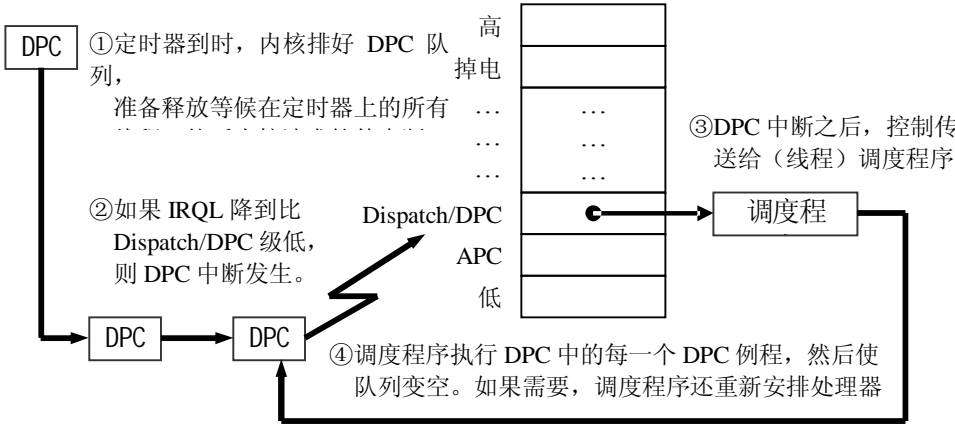 高
DPC
①定时器到时，内核排好 DPC 队
列，
准备释放等候在定时器上的所有
掉电
… …
… …
… …
③DPC 中断之后，控制传
送给（线程）调度程序
②如果 IRQL 降到比
Dispatch/DPC 级低，
则 DPC 中断发生。
Dispatch/DPC
调度程
APC
低
DPC
DPC
④调度程序执行 DPC 中的每一个 DPC 例程，然后使
队列变空。如果需要，调度程序还重新安排处理器